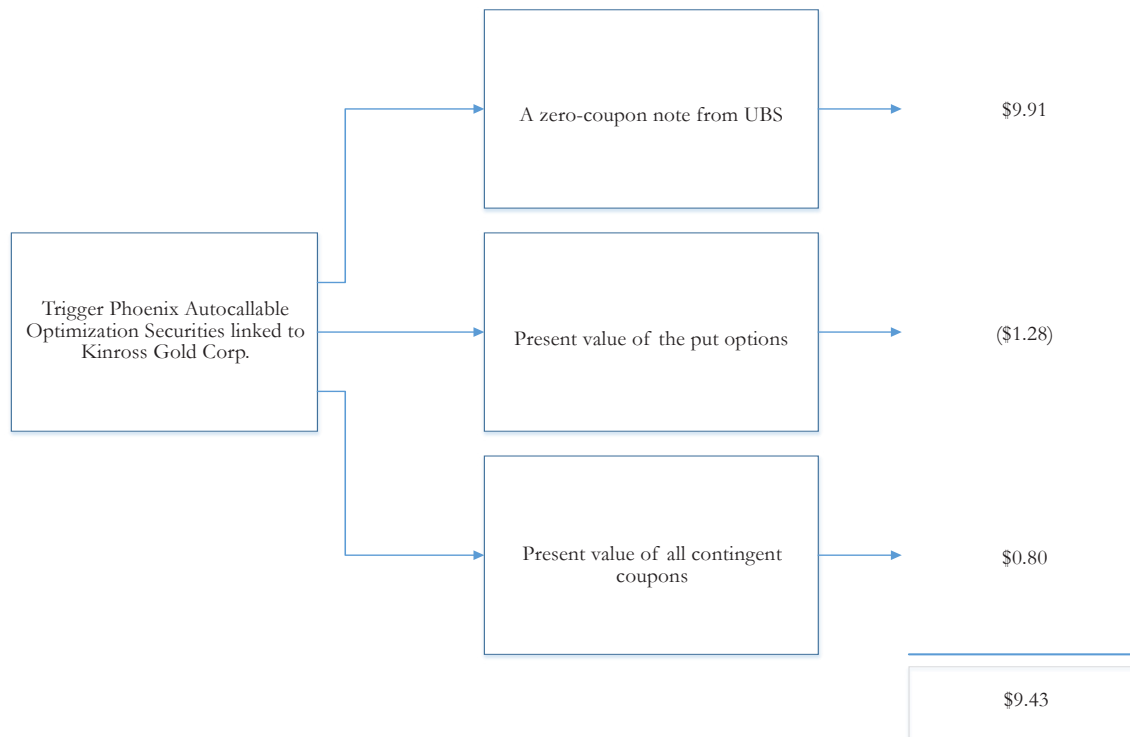 A zero-coupon note from UBS
$9.91
Trigger Phoenix Autocallable
Optimization Securities linked to
Kinross Gold Corp.
Present value of the put options
($1.28)
Present value of all contingent
coupons
$0.80
$9.43